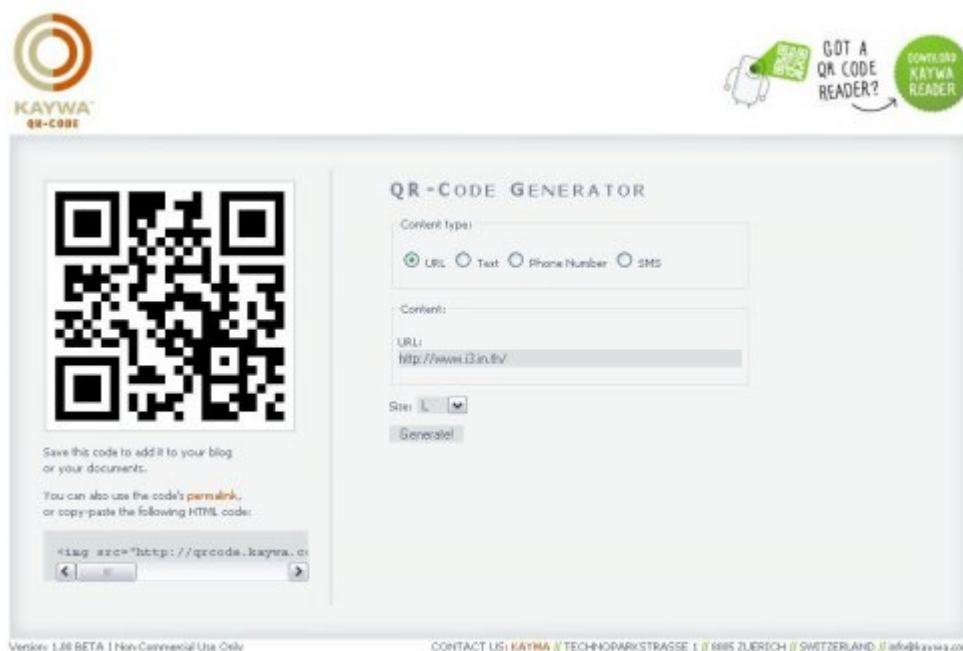 KAYWA
QR-CODE
GOT A
QR CODE
READER?
DOWNLOAD
KAYWA
READER
QR-CODE GENERATOR
Content type:
URL Text Phone Number SMS
Content:
URL:
http://www.i3.in.th/
Size: L
Generate!
Save this code to add it to your blog
or your documents.
You can also use the code's permalink,
or copy-paste the following HTML code:
<img src="http://qrcode.kaywa.co
Version: 1.00 BETA | Non-Commercial Use Only
CONTACT US: KAYWA // TECHNOPARKSTRASSE 1 // 8005 ZUERICH // SWITZERLAND // info@kaywa.co